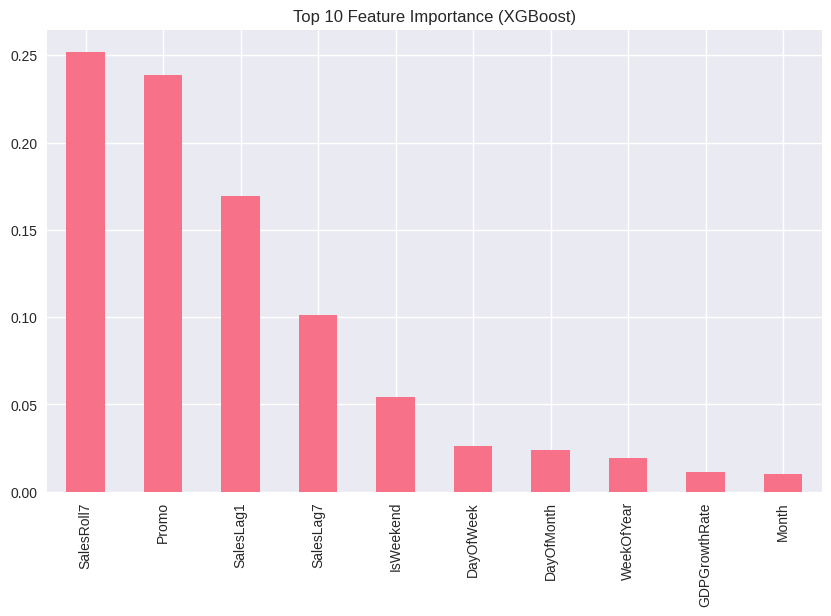 Top 10 Feature Importance (XGBoost)
0.25
0.20
0.15
0.10
0.05
0.00
SalesRoll7
Promo
SalesLag1
SalesLag7
IsWeekend
DayOfWeek
DayOfMonth
WeekOfYear
GDPGrowthRate
Month